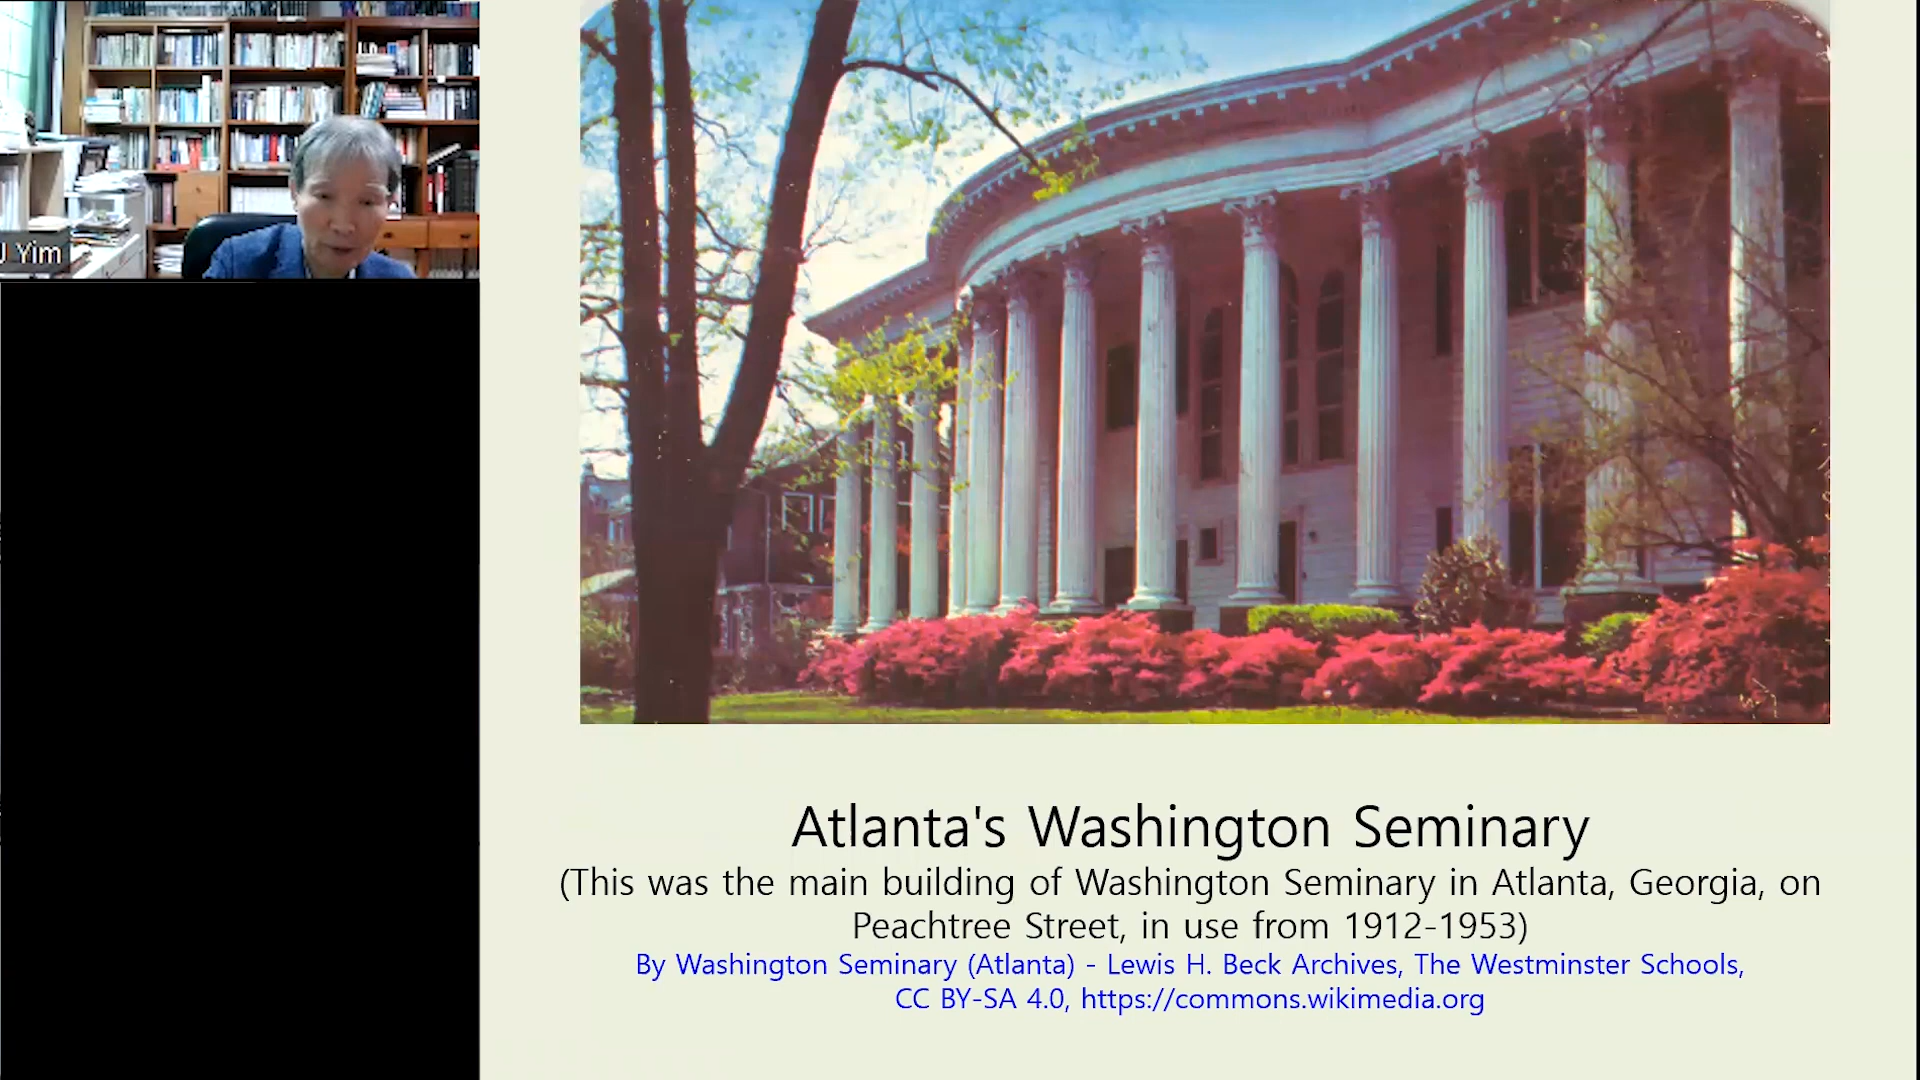 J Yim
Atlanta's Washington Seminary
(This was the main building of Washington Seminary in Atlanta, Georgia, on
Peachtree Street, in use from 1912-1953)
By Washington Seminary (Atlanta) - Lewis H. Beck Archives, The Westminster Schools,
CC BY-SA 4.0, https://commons.wikimedia.org